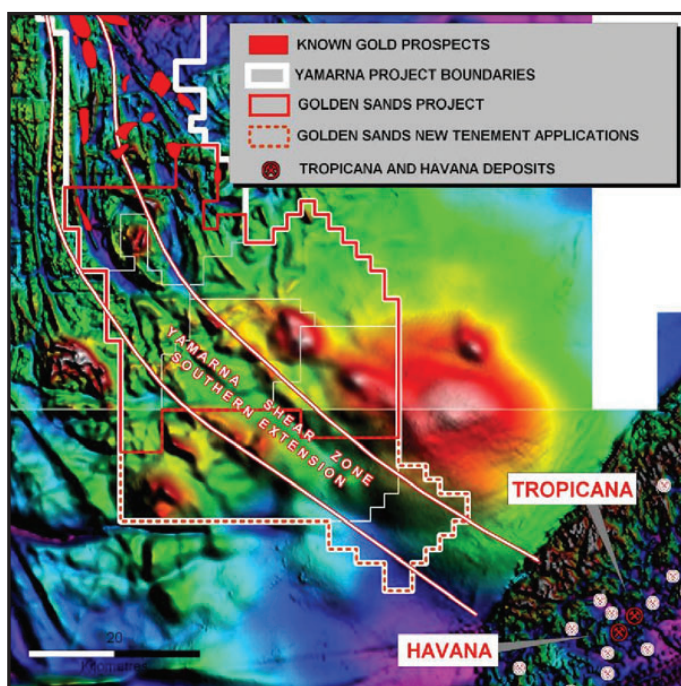 KNOWN GOLD PROSPECTS
YAMARNA PROJECT BOUNDARIES
GOLDEN SANDS PROJECT
GOLDEN SANDS NEW TENEMENT APPLICATIONS
TROPICANA AND HAVANA DEPOSITS
YAMARNA SHEAR ZONE
SOUTHERN EXTENSION
TROPICANA
HAVANA
20
Kilometres